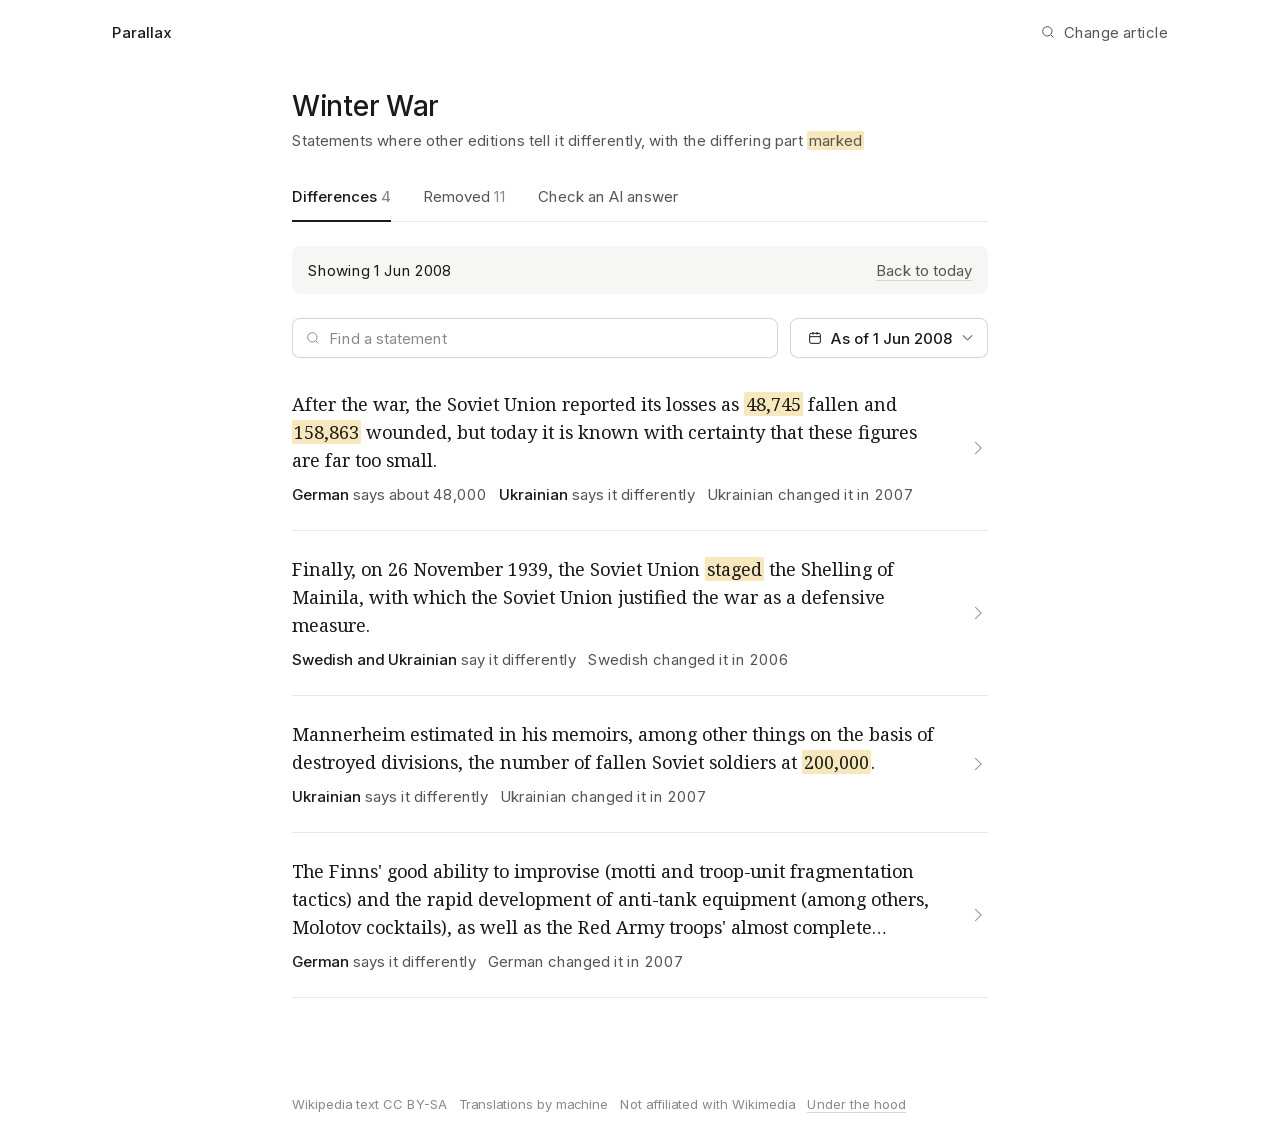 Parallax
Change article
Winter War
Statements where other editions tell it differently, with the differing part marked
Differences 4
Removed 11
Check an AI answer
Showing 1 Jun 2008
Back to today
Find a statement
As of 1 Jun 2008
After the war, the Soviet Union reported its losses as 48,745 fallen and
158,863 wounded, but today it is known with certainty that these figures
are far too small.
German says about 48,000 Ukrainian says it differently Ukrainian changed it in 2007
Finally, on 26 November 1939, the Soviet Union staged the Shelling of
Mainila, with which the Soviet Union justified the war as a defensive
measure.
Swedish and Ukrainian say it differently Swedish changed it in 2006
Mannerheim estimated in his memoirs, among other things on the basis of
destroyed divisions, the number of fallen Soviet soldiers at 200,000.
Ukrainian says it differently Ukrainian changed it in 2007
The Finns' good ability to improvise (motti and troop-unit fragmentation
tactics) and the rapid development of anti-tank equipment (among others,
Molotov cocktails), as well as the Red Army troops' almost complete…
German says it differently German changed it in 2007
Wikipedia text CC BY-SA Translations by machine Not affiliated with Wikimedia Under the hood